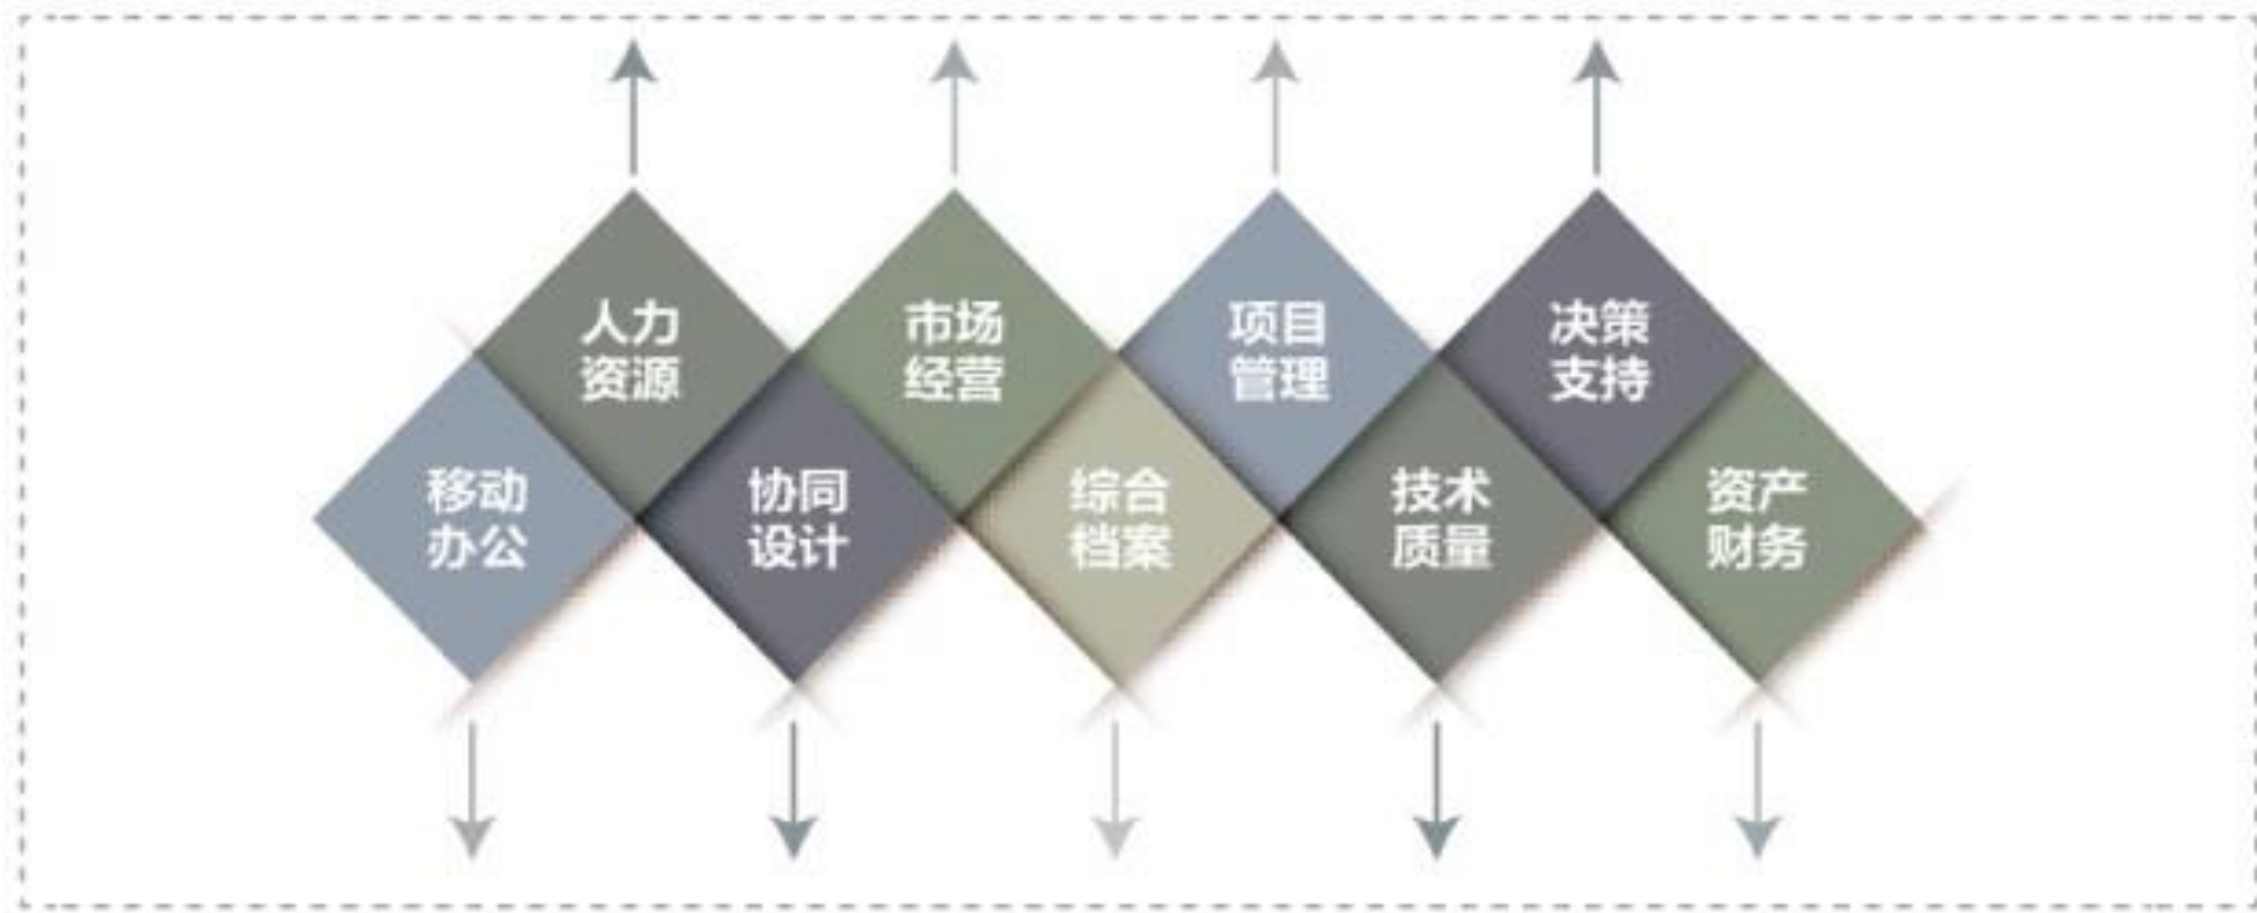 人力
资源
市场
经营
项目
管理
决策
支持
移动
办公
协同
设计
综合
档案
技术
质量
资产
财务